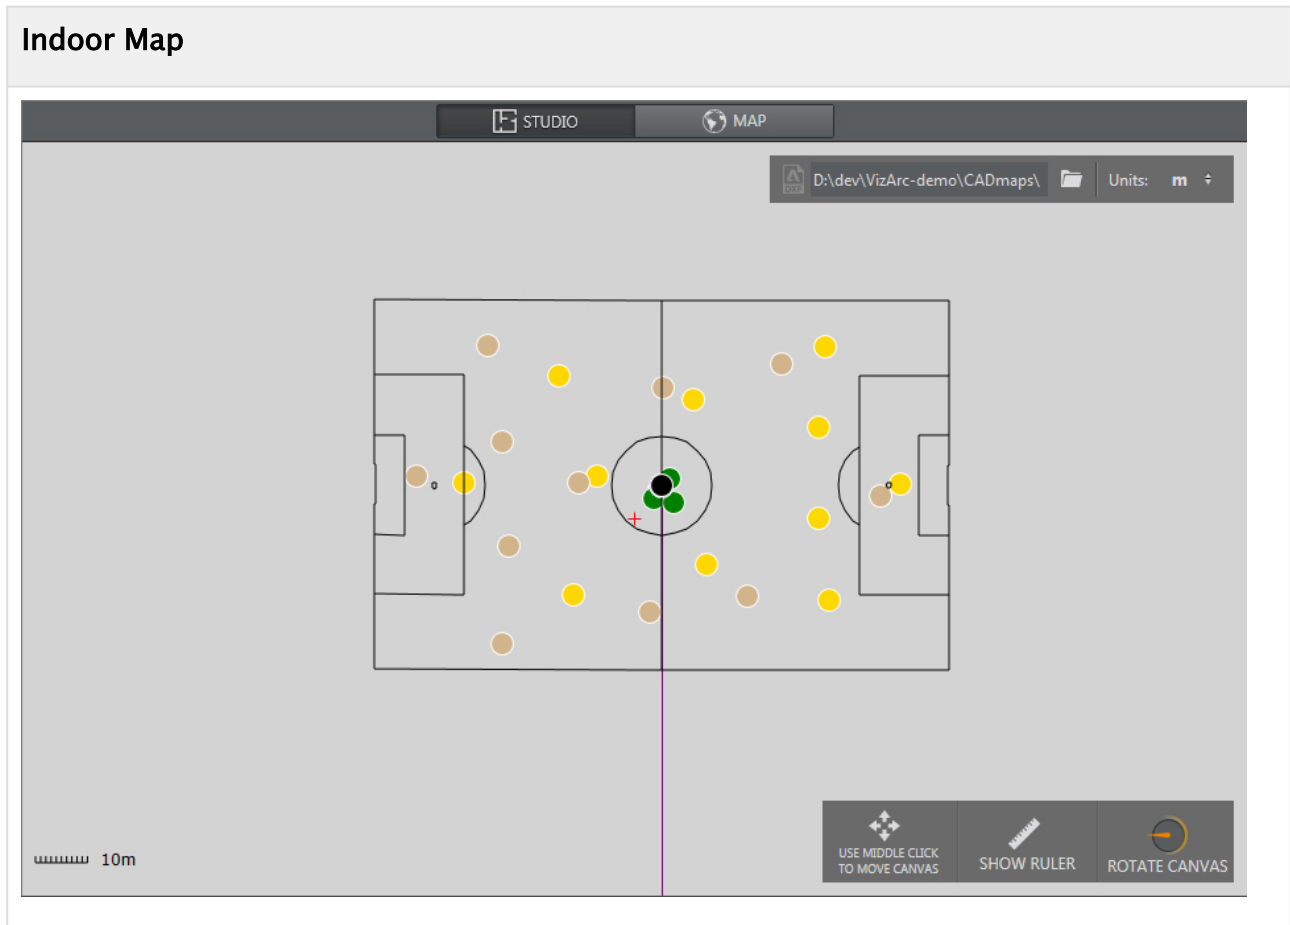 Indoor Map
STUDIO
MAP
DXF
D:\dev\VizArc-demo\CADmaps\
Units:
m
10m
USE MIDDLE CLICK
TO MOVE CANVAS
SHOW RULER
ROTATE CANVAS